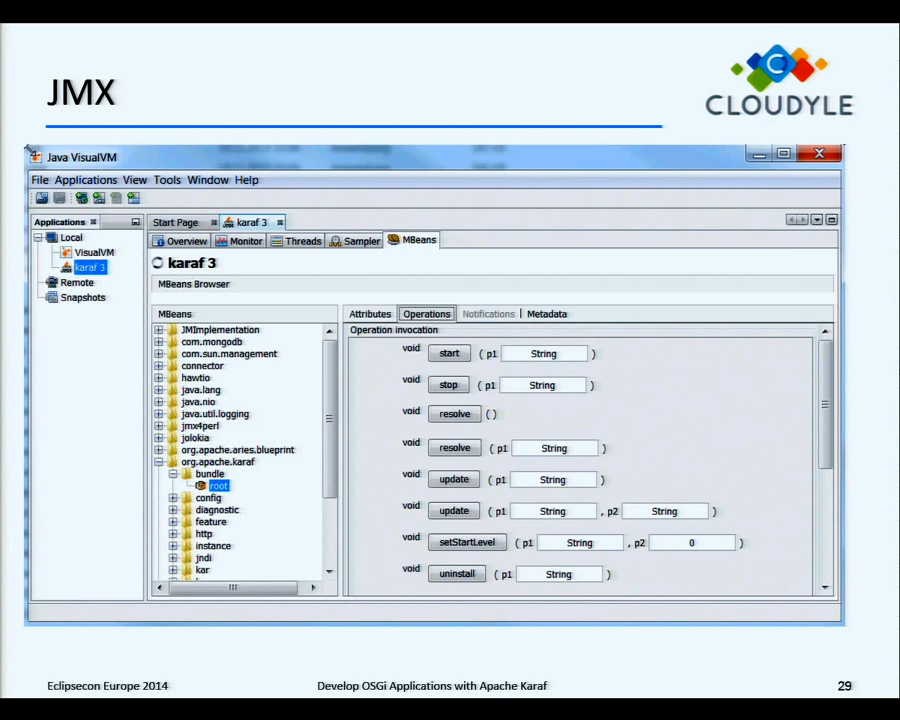 JMX
CLOUDYLE
Java VisualVM
File Applications View Tools Window Help
Applications
Start Page
karaf 3
Local
VisualVM
karaf 3
Remote
Snapshots
Overview
Monitor
Threads
Sampler
MBeans
karaf 3
MBeans Browser
MBeans
JMImplementation
com.mongodb
com.sun.management
connector
hawtio
java.lang
java.nio
java.util.logging
jmx4perl
jolokia
org.apache.aries.blueprint
org.apache.karaf
bundle
root
config
diagnostic
feature
http
instance
jndi
kar
Attributes Operations Notifications | Metadata
Operation invocation
void start ( p1 String )
void stop ( p1 String )
void resolve ( )
void resolve ( p1 String )
void update ( p1 String )
void update ( p1 String , p2 String )
void setStartLevel ( p1 String , p2 0 )
void uninstall ( p1 String )
Eclipsecon Europe 2014
Develop OSGi Applications with Apache Karaf
29